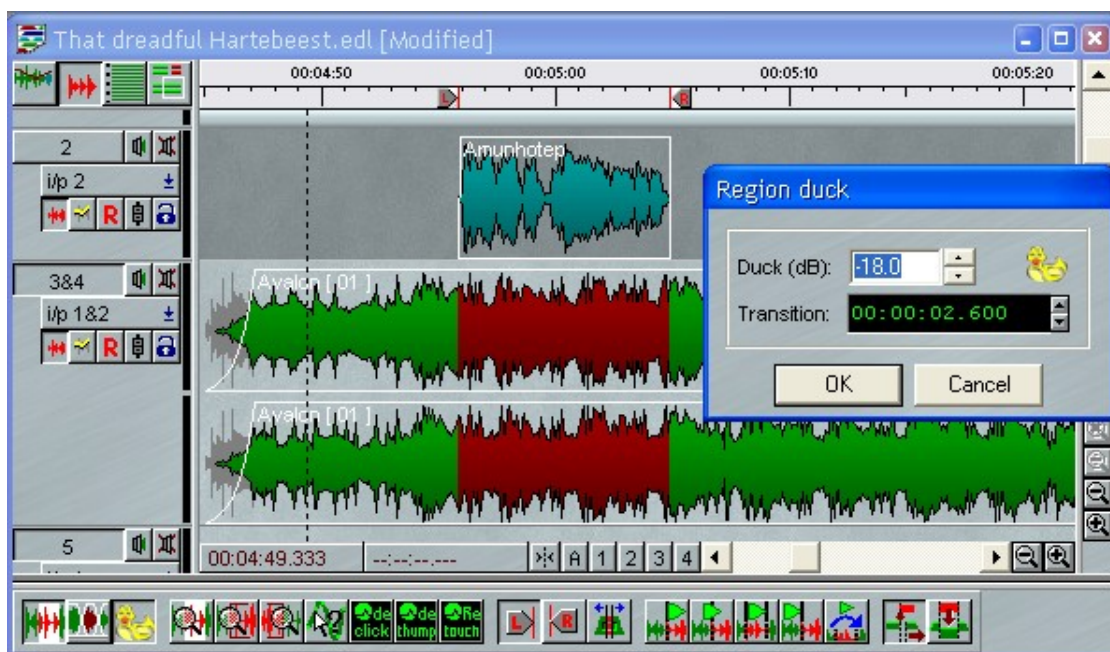 That dreadful Hartebeest.edl [Modified]
00:04:50 00:05:00 00:05:10 00:05:20
L R
2
i/p 2
R
Amunhotep
Region duck
Duck (dB): -18.0
Transition: 00:00:02.600
OK Cancel
3&4
i/p 1&2
R
Avalon [ 01 ]
Avalon [ 01 ]
5
00:04:49.333 --:--:--.--- A 1 2 3 4
de click de thump Re touch L R